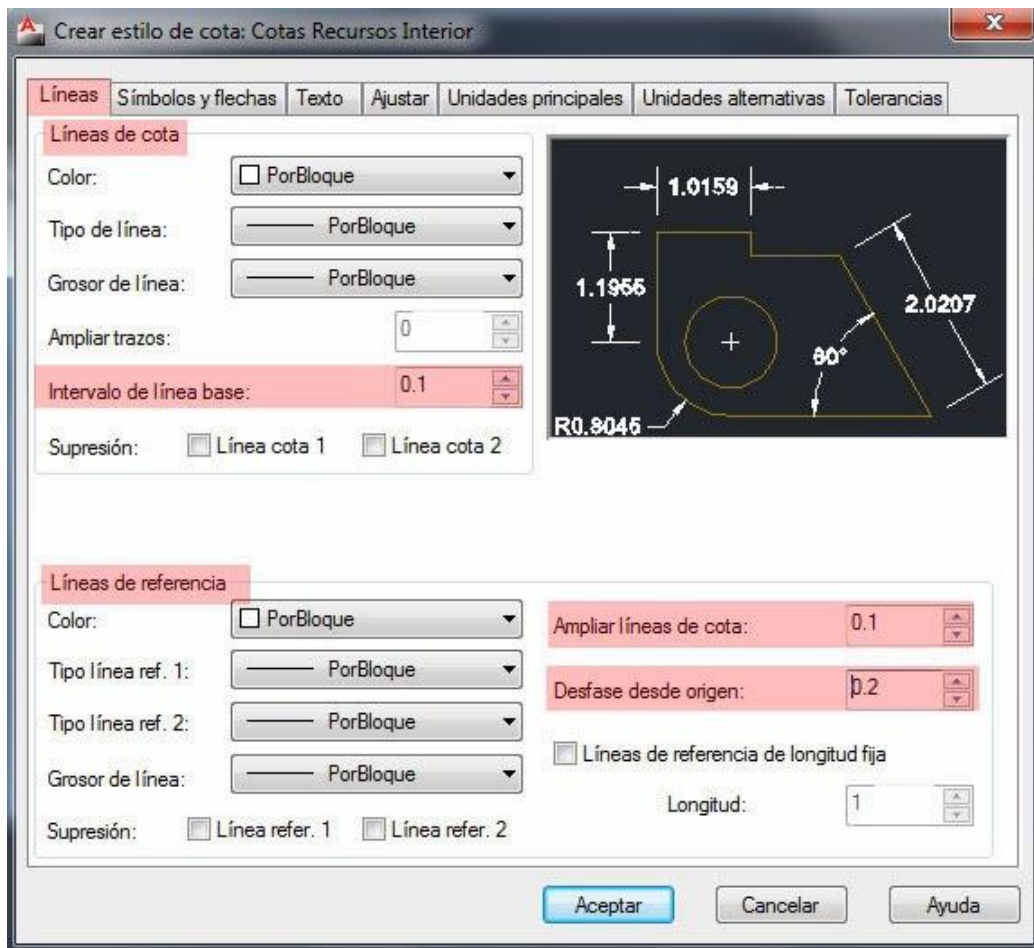 Crear estilo de cota: Cotas Recursos Interior
Líneas
Símbolos y flechas
Texto
Ajustar
Unidades principales
Unidades alternativas
Tolerancias
Líneas de cota
Color: PorBloque
Tipo de línea: PorBloque
Grosor de línea: PorBloque
Ampliar trazos: 0
Intervalo de línea base: 0.1
Supresión: Línea cota 1 Línea cota 2
1.0159
1.1955
2.0207
60°
R0.8045
Líneas de referencia
Color: PorBloque
Tipo línea ref. 1: PorBloque
Tipo línea ref. 2: PorBloque
Grosor de línea: PorBloque
Supresión: Línea refer. 1 Línea refer. 2
Ampliar líneas de cota: 0.1
Desfase desde origen: 0.2
Líneas de referencia de longitud fija
Longitud: 1
Aceptar
Cancelar
Ayuda